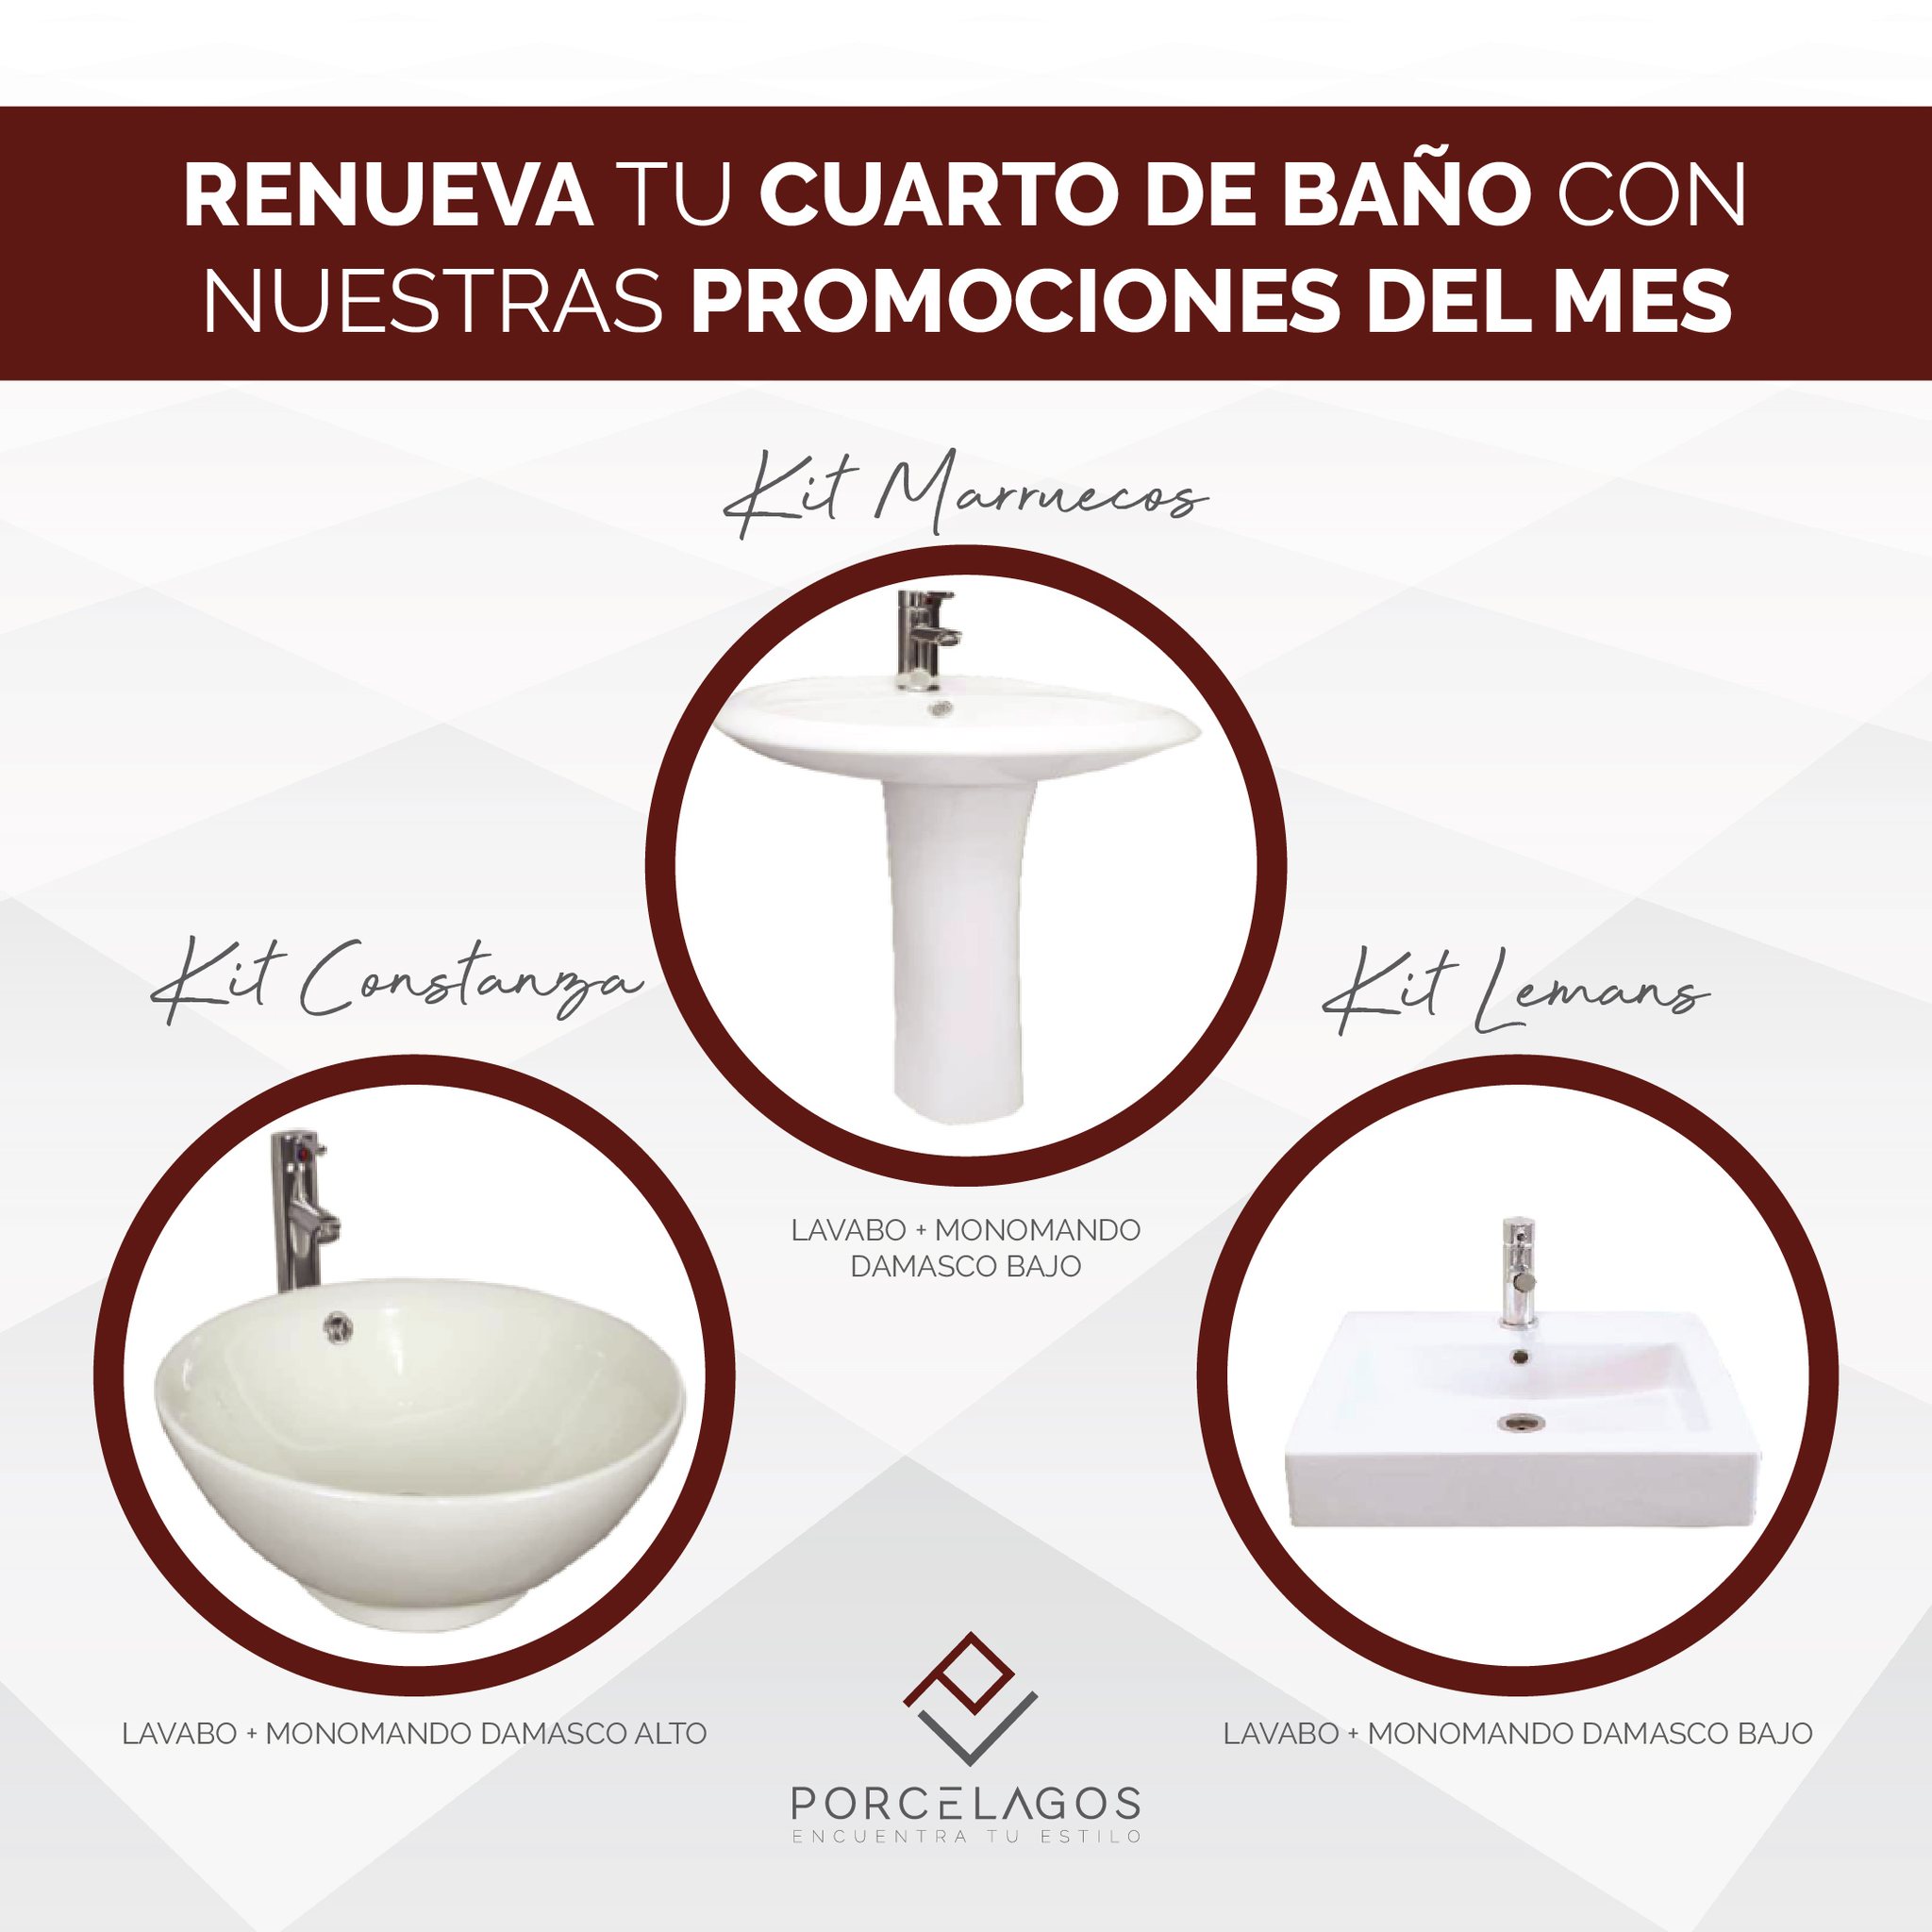 RENUEVA TU CUARTO DE BAÑO CON
NUESTRAS PROMOCIONES DEL MES
Kit Marruecos
LAVABO + MONOMANDO
DAMASCO BAJO
Kit Constanza
LAVABO + MONOMANDO DAMASCO ALTO
Kit Lemans
LAVABO + MONOMANDO DAMASCO BAJO
PORCELAGOS
ENCUENTRA TU ESTILO